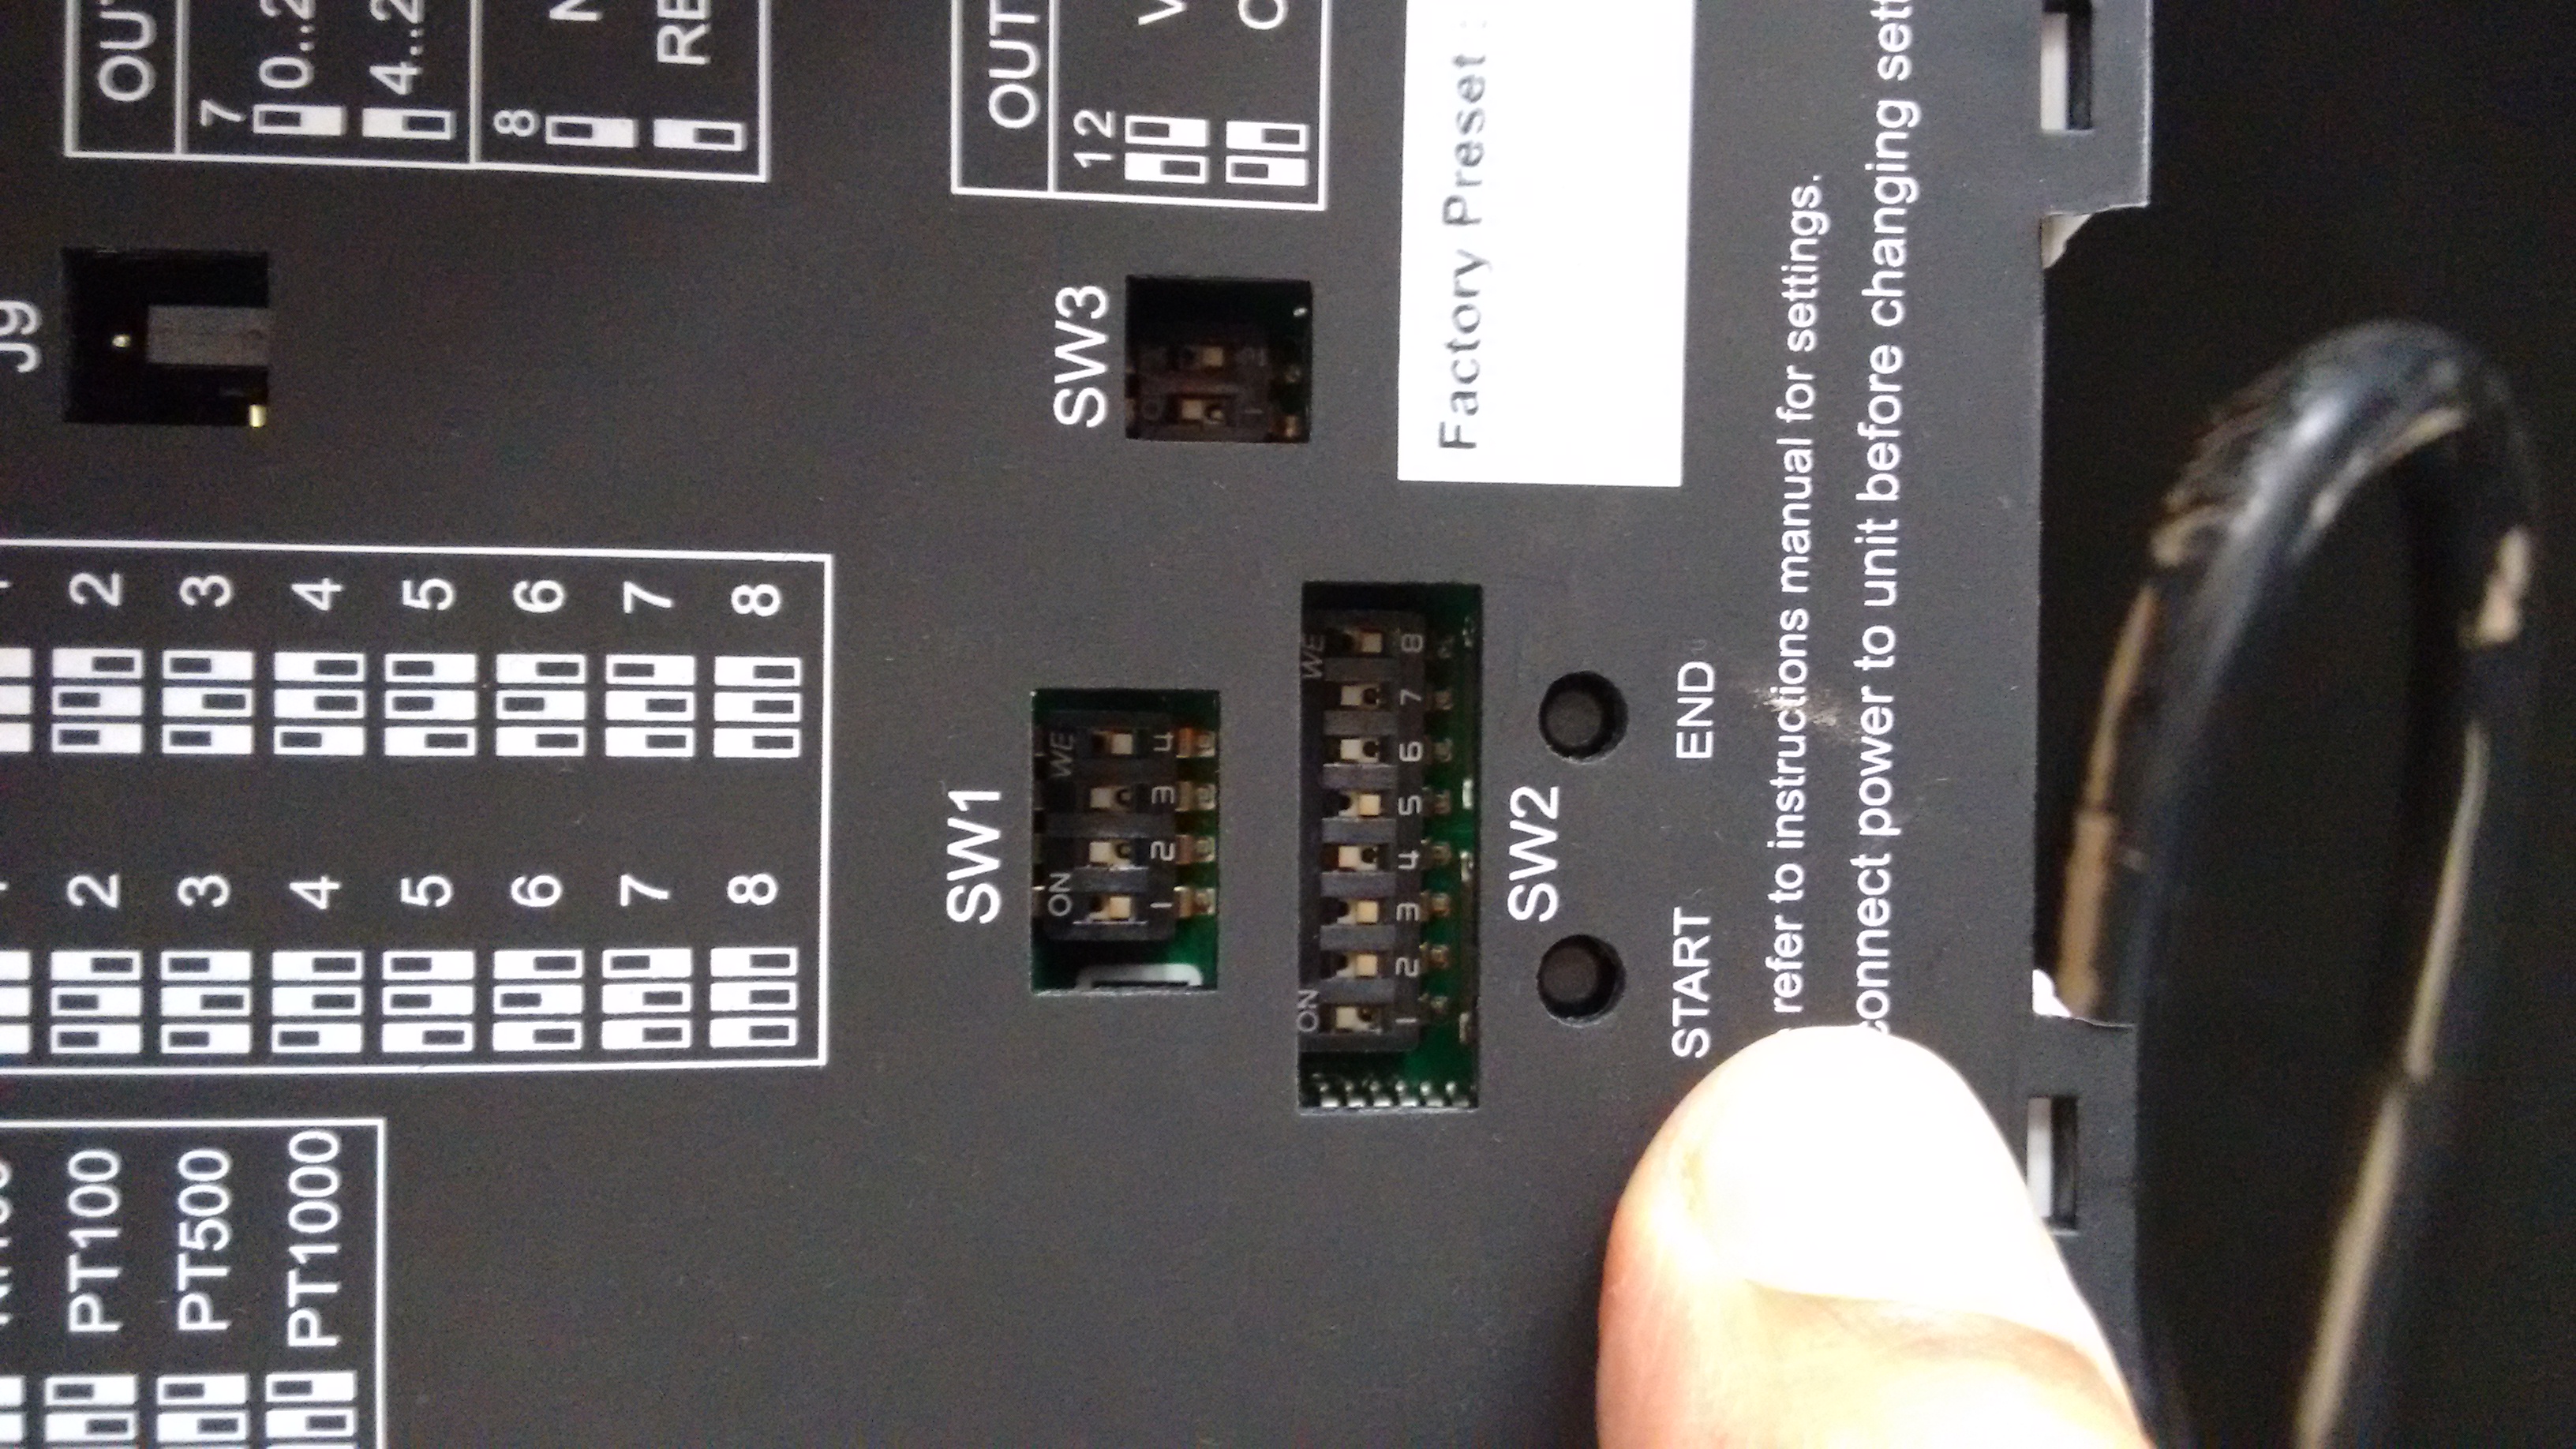 OUT
7
0..2
4..2
8
RE
OUT
1 2
V
Factory Preset :
J9
SW3
2
3
4
5
6
7
8
2
3
4
5
6
7
8
PT100
PT500
PT1000
SW1
ON
WE
1 2 3 4
ON
WE
1 2 3 4 5 6 7 8
SW2
START
END
refer to instructions manual for settings.
connect power to unit before changing sett